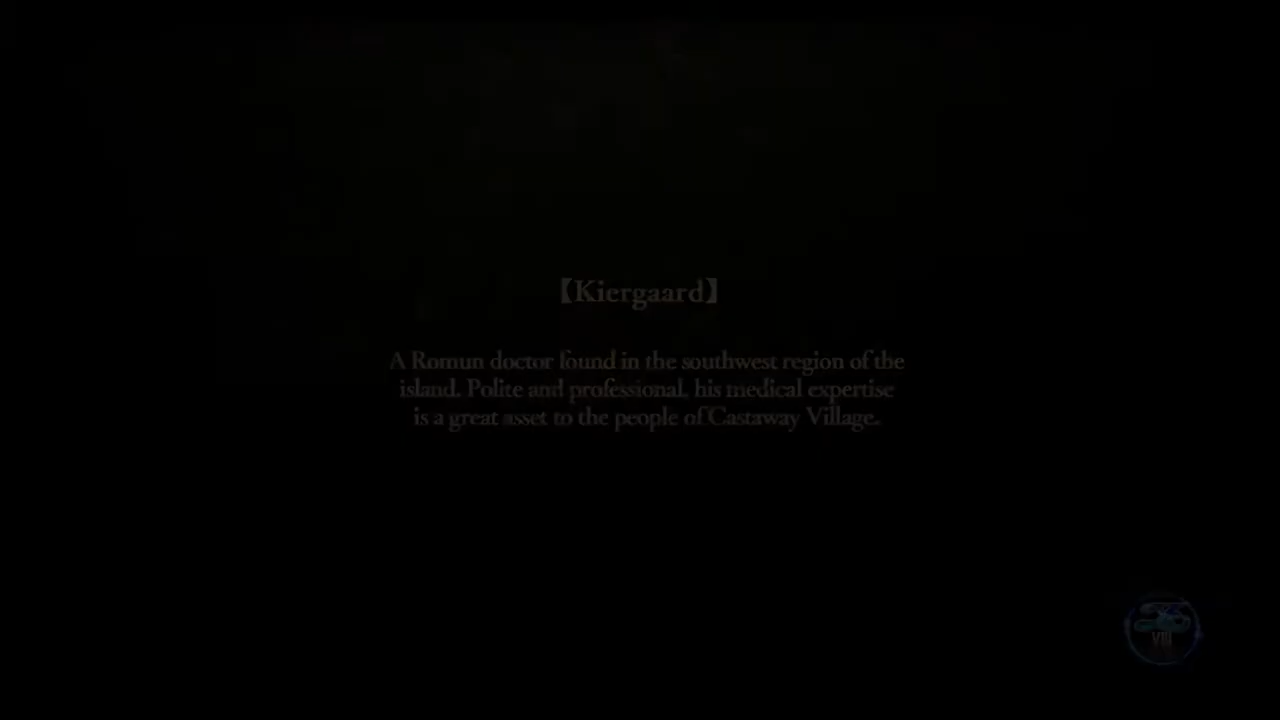 【Kiergaard】
A Romun doctor found in the southwest region of the
island. Polite and professional, his medical expertise
is a great asset to the people of Castaway Village.
VIII